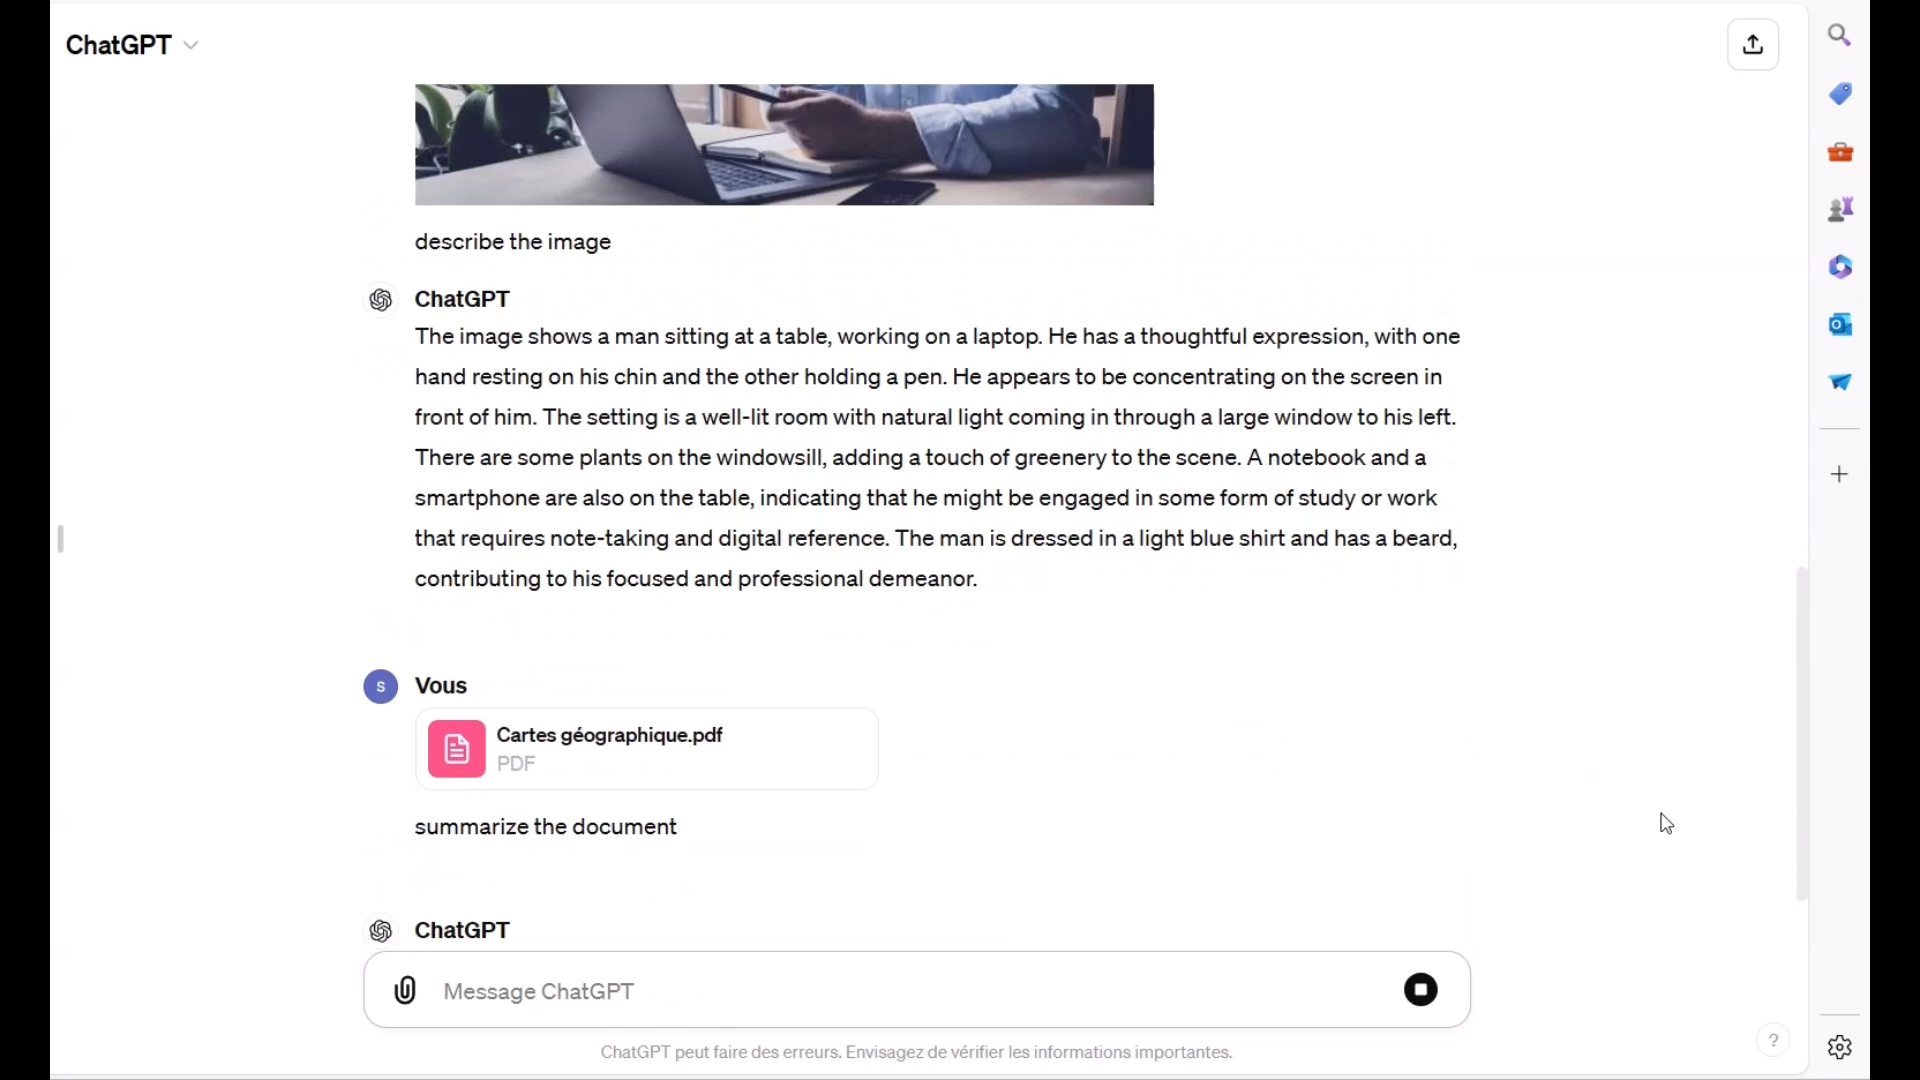 ChatGPT
describe the image
ChatGPT
The image shows a man sitting at a table, working on a laptop. He has a thoughtful expression, with one
hand resting on his chin and the other holding a pen. He appears to be concentrating on the screen in
front of him. The setting is a well-lit room with natural light coming in through a large window to his left.
There are some plants on the windowsill, adding a touch of greenery to the scene. A notebook and a
smartphone are also on the table, indicating that he might be engaged in some form of study or work
that requires note-taking and digital reference. The man is dressed in a light blue shirt and has a beard,
contributing to his focused and professional demeanor.
S
Vous
Cartes géographique.pdf
PDF
summarize the document
ChatGPT
Message ChatGPT
ChatGPT peut faire des erreurs. Envisagez de vérifier les informations importantes.
?